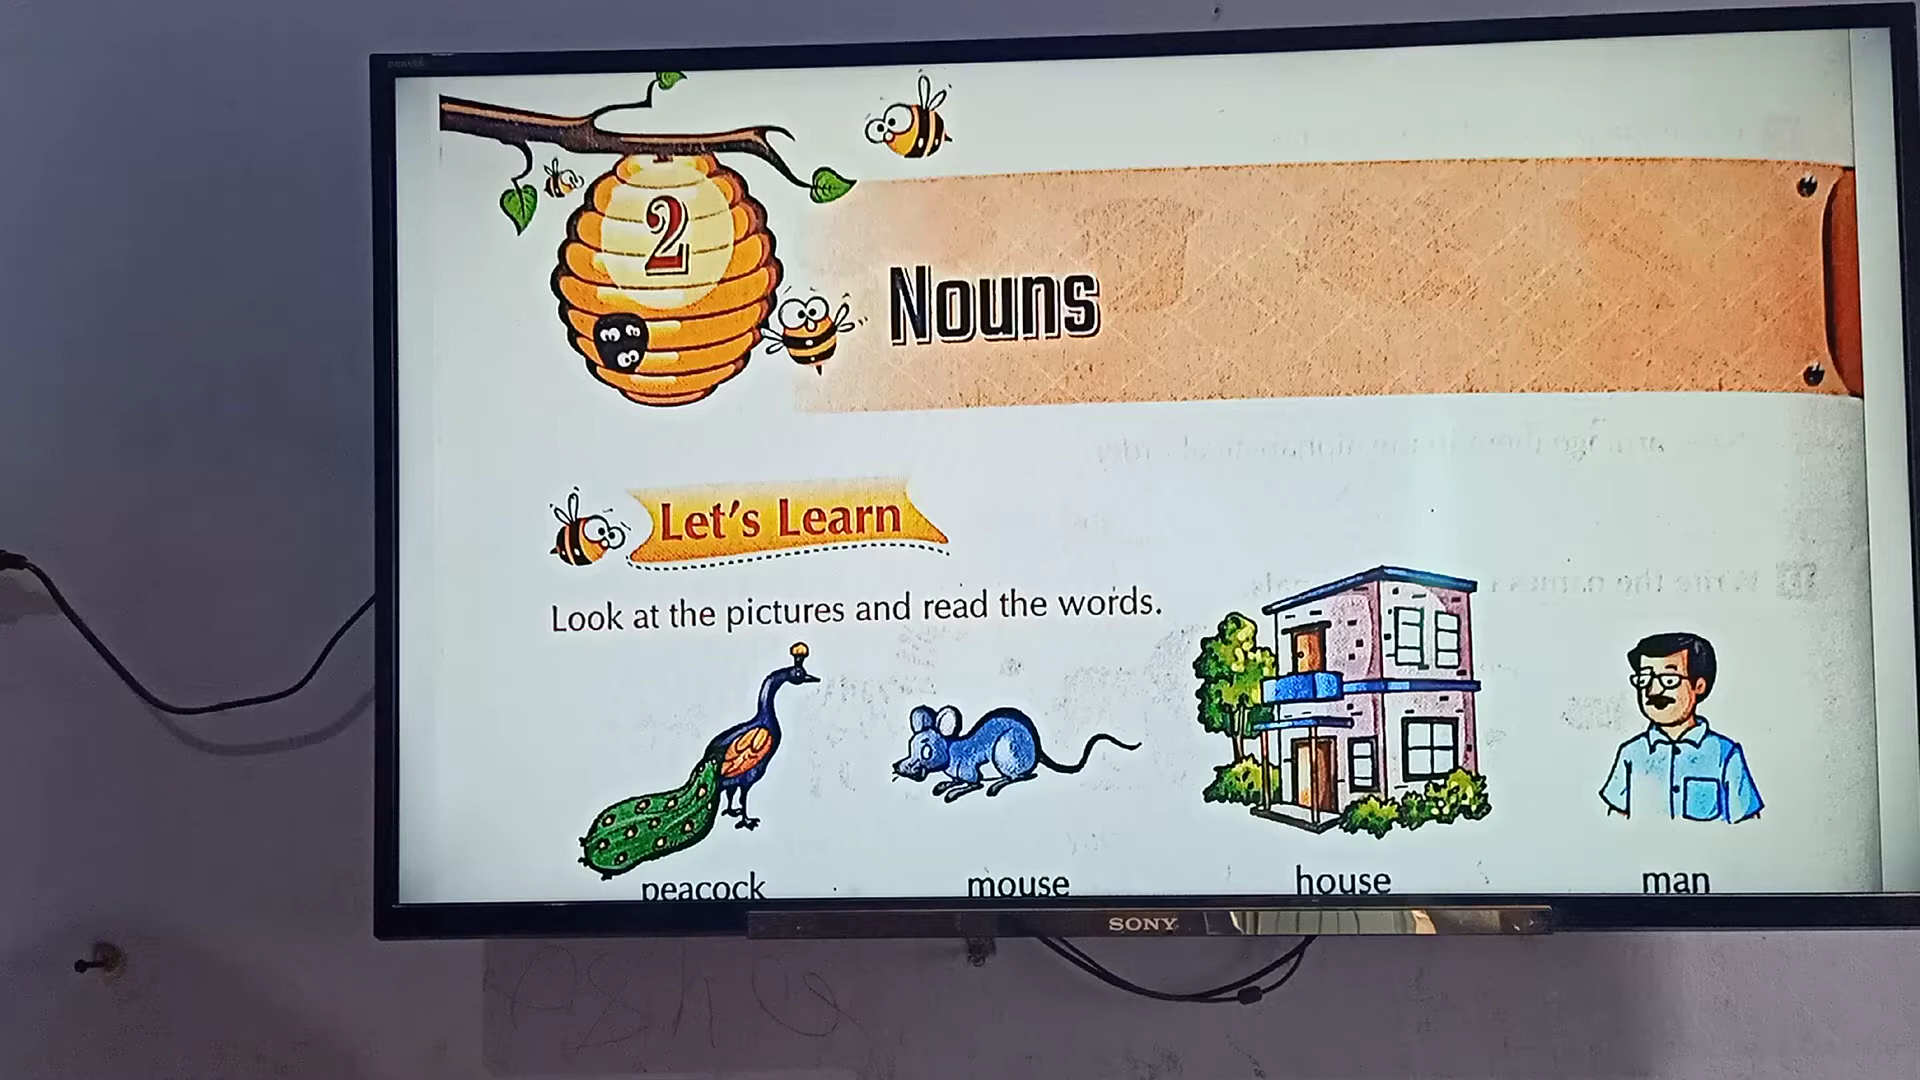 2
Nouns
Let's Learn
Look at the pictures and read the words.
peacock mouse house man
SONY